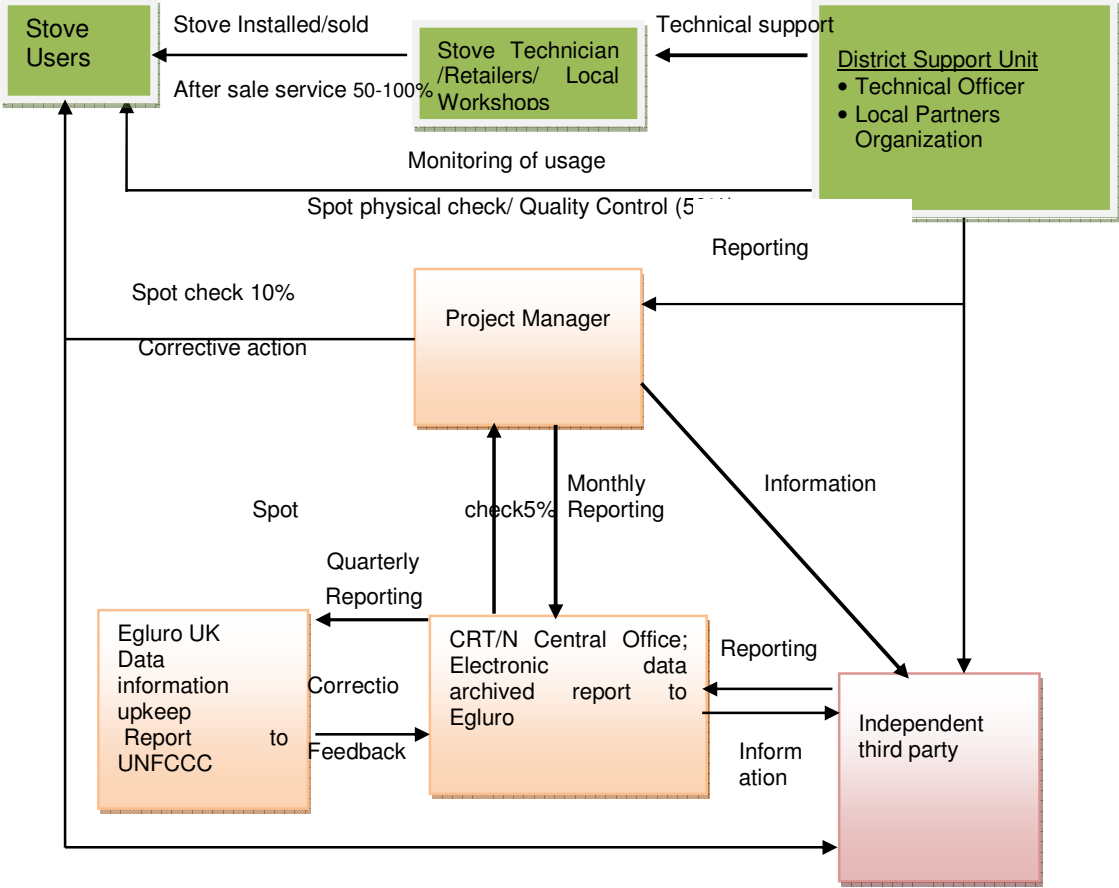 Stove
Users
Stove Installed/sold
After sale service 50-100%
Stove Technician
/Retailers/ Local
Workshops
Technical support
District Support Unit
• Technical Officer
• Local Partners
Organization
Monitoring of usage
Spot physical check/ Quality Control
Reporting
Spot check 10%
Corrective action
Project Manager
Information
Monthly
Reporting
Spot check5%
Quarterly
Reporting
Egluro UK
Data
information
upkeep
Report to
UNFCCC
Correctio
Feedback
CRT/N Central Office;
Electronic data
archived report to
Egluro
Reporting
Inform
ation
Independent
third party